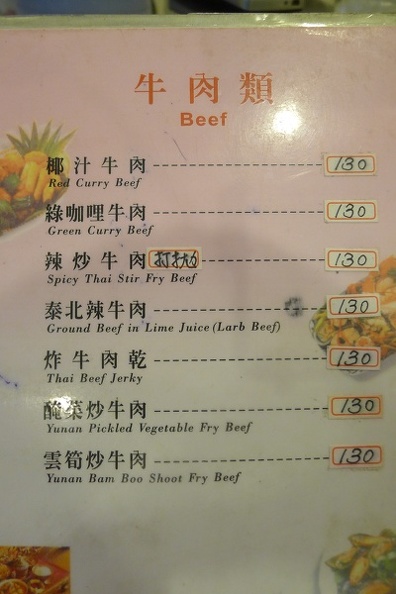 牛肉類
Beef
椰汁牛肉 130
Red Curry Beef
綠咖哩牛肉 130
Green Curry Beef
辣炒牛肉 打拋 130
Spicy Thai Stir Fry Beef
泰北辣牛肉 130
Ground Beef in Lime Juice (Larb Beef)
炸牛肉乾 130
Thai Beef Jerky
醃菜炒牛肉 130
Yunan Pickled Vegetable Fry Beef
雲筍炒牛肉 130
Yunan Bam Boo Shoot Fry Beef